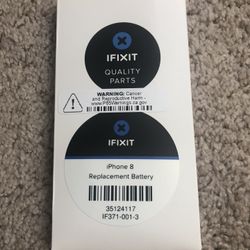 IFIXIT
QUALITY
PARTS
WARNING: Cancer
and Reproductive Harm -
www.P65Warnings.ca.gov
IFIXIT
iPhone 8
Replacement Battery
35124117
IF371-001-3